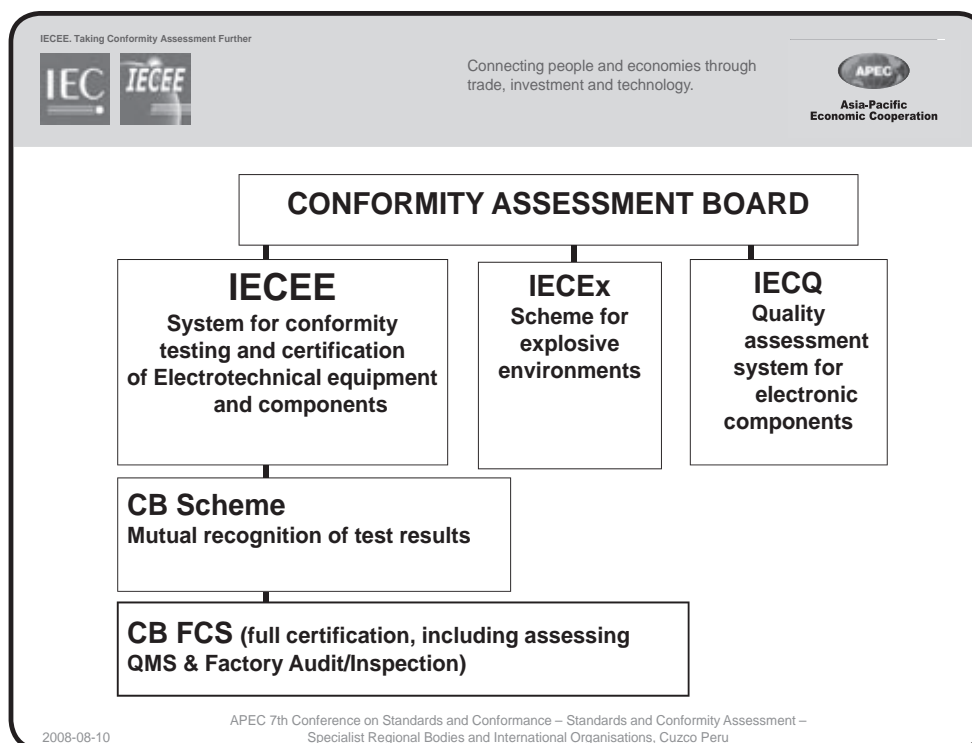 IECEE. Taking Conformity Assessment Further
IEC
IECEE
Connecting people and economies through
trade, investment and technology.
APEC
Asia-Pacific
Economic Cooperation
CONFORMITY ASSESSMENT BOARD
IECEE
System for conformity
testing and certification
of Electrotechnical equipment
and components
IECEx
Scheme for
explosive
environments
IECQ
Quality
assessment
system for
electronic
components
CB Scheme
Mutual recognition of test results
CB FCS (full certification, including assessing
QMS & Factory Audit/Inspection)
2008-08-10
APEC 7th Conference on Standards and Conformance – Standards and Conformity Assessment –
Specialist Regional Bodies and International Organisations, Cuzco Peru